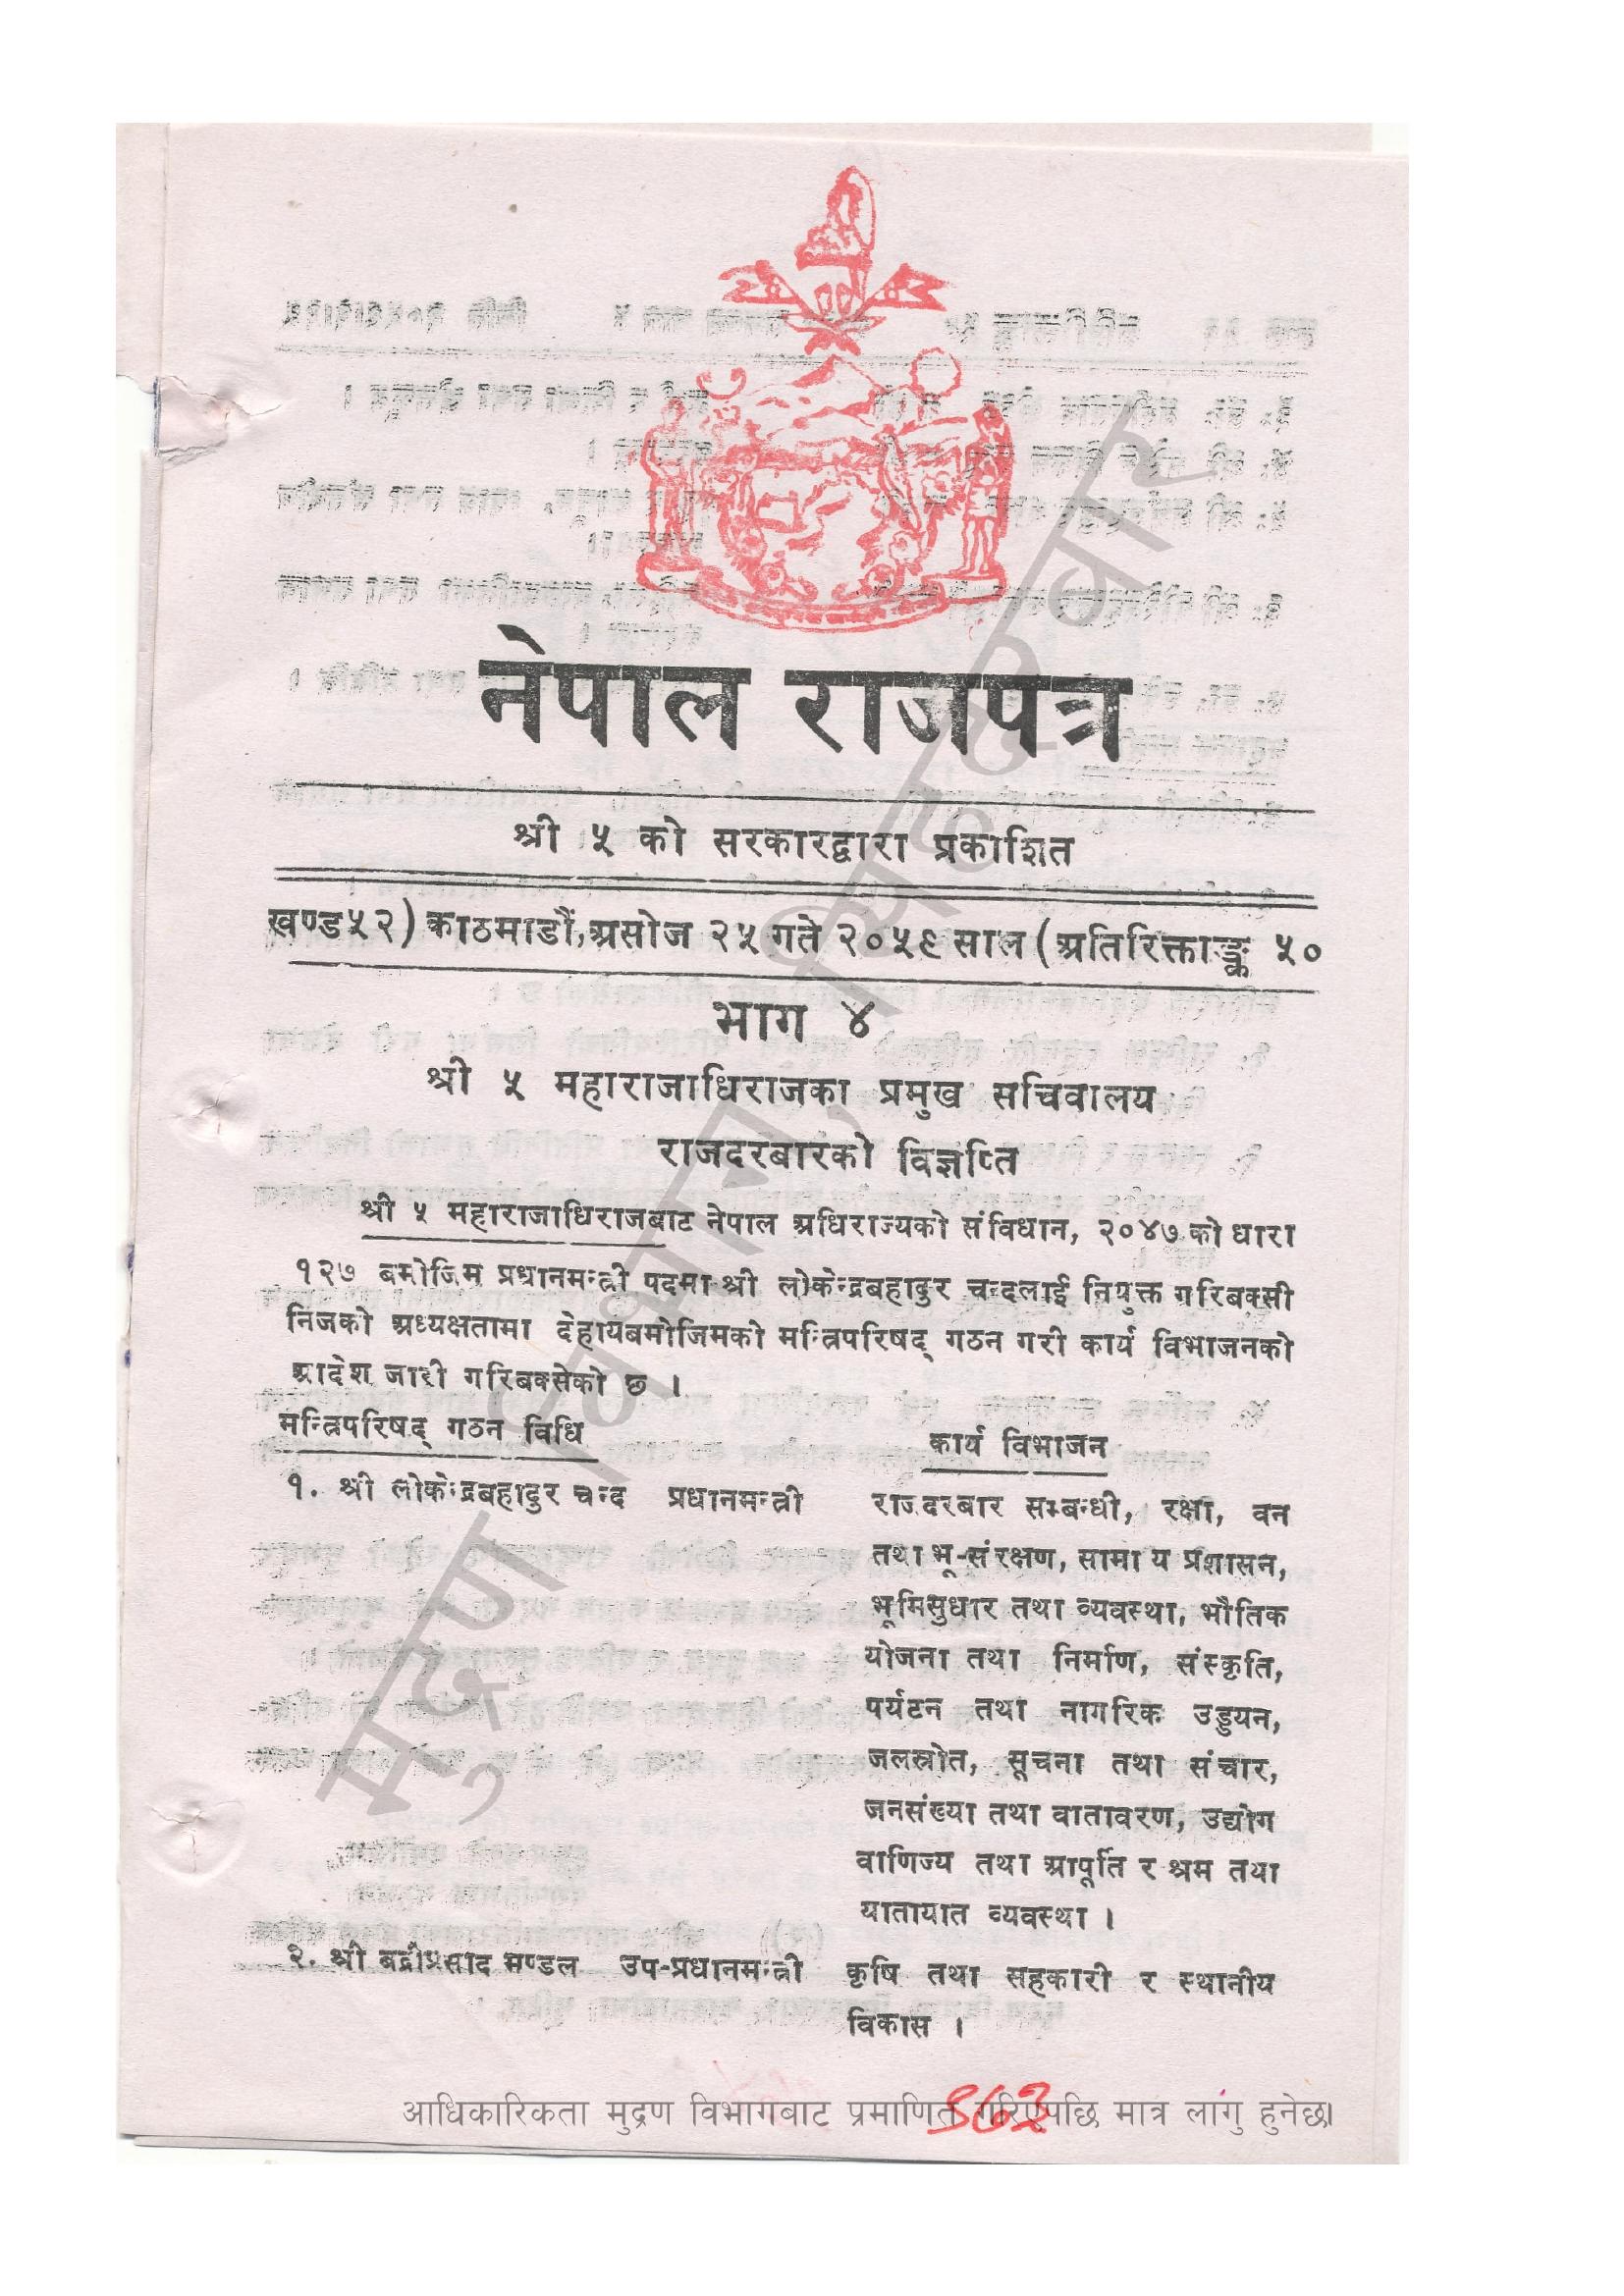 नेपाल राजपत्र
श्री ५ को सरकारद्वारा प्रकाशित
खण्ड ५२) काठमाडौं, असोज २५ गते २०५९ साल (अतिरिक्ताङ्क ५०
भाग ४
श्री ५ महाराजाधिराजका प्रमुख सचिवालय
राजदरबारको विज्ञप्ति
श्री ५ महाराजाधिराजबाट नेपाल अधिराज्यको संविधान, २०४७ को धारा
१२७ बमोजिम प्रधानमन्त्री पदमा श्री लोकेन्द्रबहादुर चन्दलाई नियुक्त गरिबक्सी
निजको अध्यक्षतामा देहायबमोजिमको मन्त्रिपरिषद् गठन गरी कार्य विभाजनको
आदेश जारी गरिबक्सेको छ ।
मन्त्रिपरिषद् गठन विधि कार्य विभाजन
१. श्री लोकेन्द्रबहादुर चन्द प्रधानमन्त्री राजदरबार सम्बन्धी, रक्षा, वन
तथा भू-संरक्षण, सामा य प्रशासन,
भूमिसुधार तथा व्यवस्था, भौतिक
योजना तथा निर्माण, संस्कृति,
पर्यटन तथा नागरिक उड्डयन,
जलस्रोत, सूचना तथा संचार,
जनसंख्या तथा वातावरण, उद्योग
वाणिज्य तथा आपूर्ति र श्रम तथा
यातायात व्यवस्था ।
२. श्री बद्रीप्रसाद मण्डल उप-प्रधानमन्त्री कृषि तथा सहकारी र स्थानीय
विकास ।
मुद्रण विभाग, सिंहदरबार
आधिकारिकता मुद्रण विभागबाट प्रमाणित गरिएपछि मात्र लागु हुनेछ।